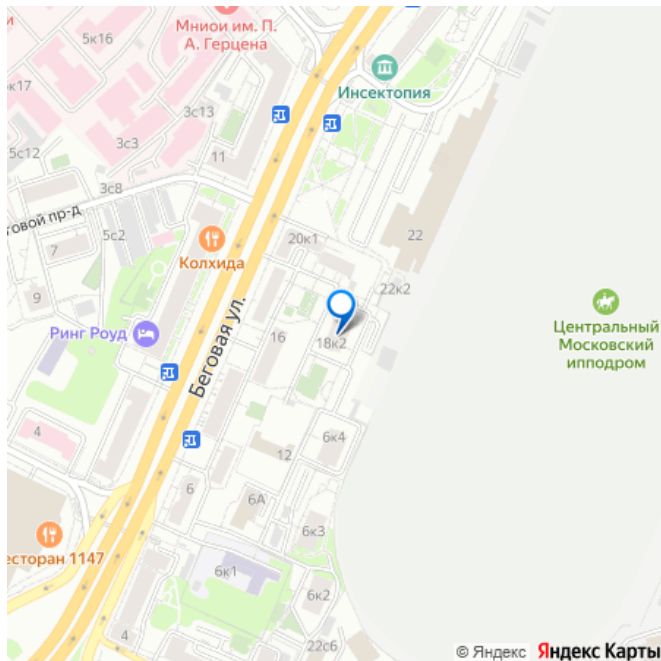 5к16
Мниои им. П.
А. Герцена
к17
3с13
Инсектопия
3с3
5с12
11
3с8
говой пр-д
5с2
7
Колхида
20к1
22
22к2
9
Ринг Роуд
Беговая ул.
16
18к2
Центральный
Московский
ипподром
4
6к4
12
6
6А
есторан 1147
6к3
6к1
6к2
4
22с6
© Яндекс Яндекс Карты